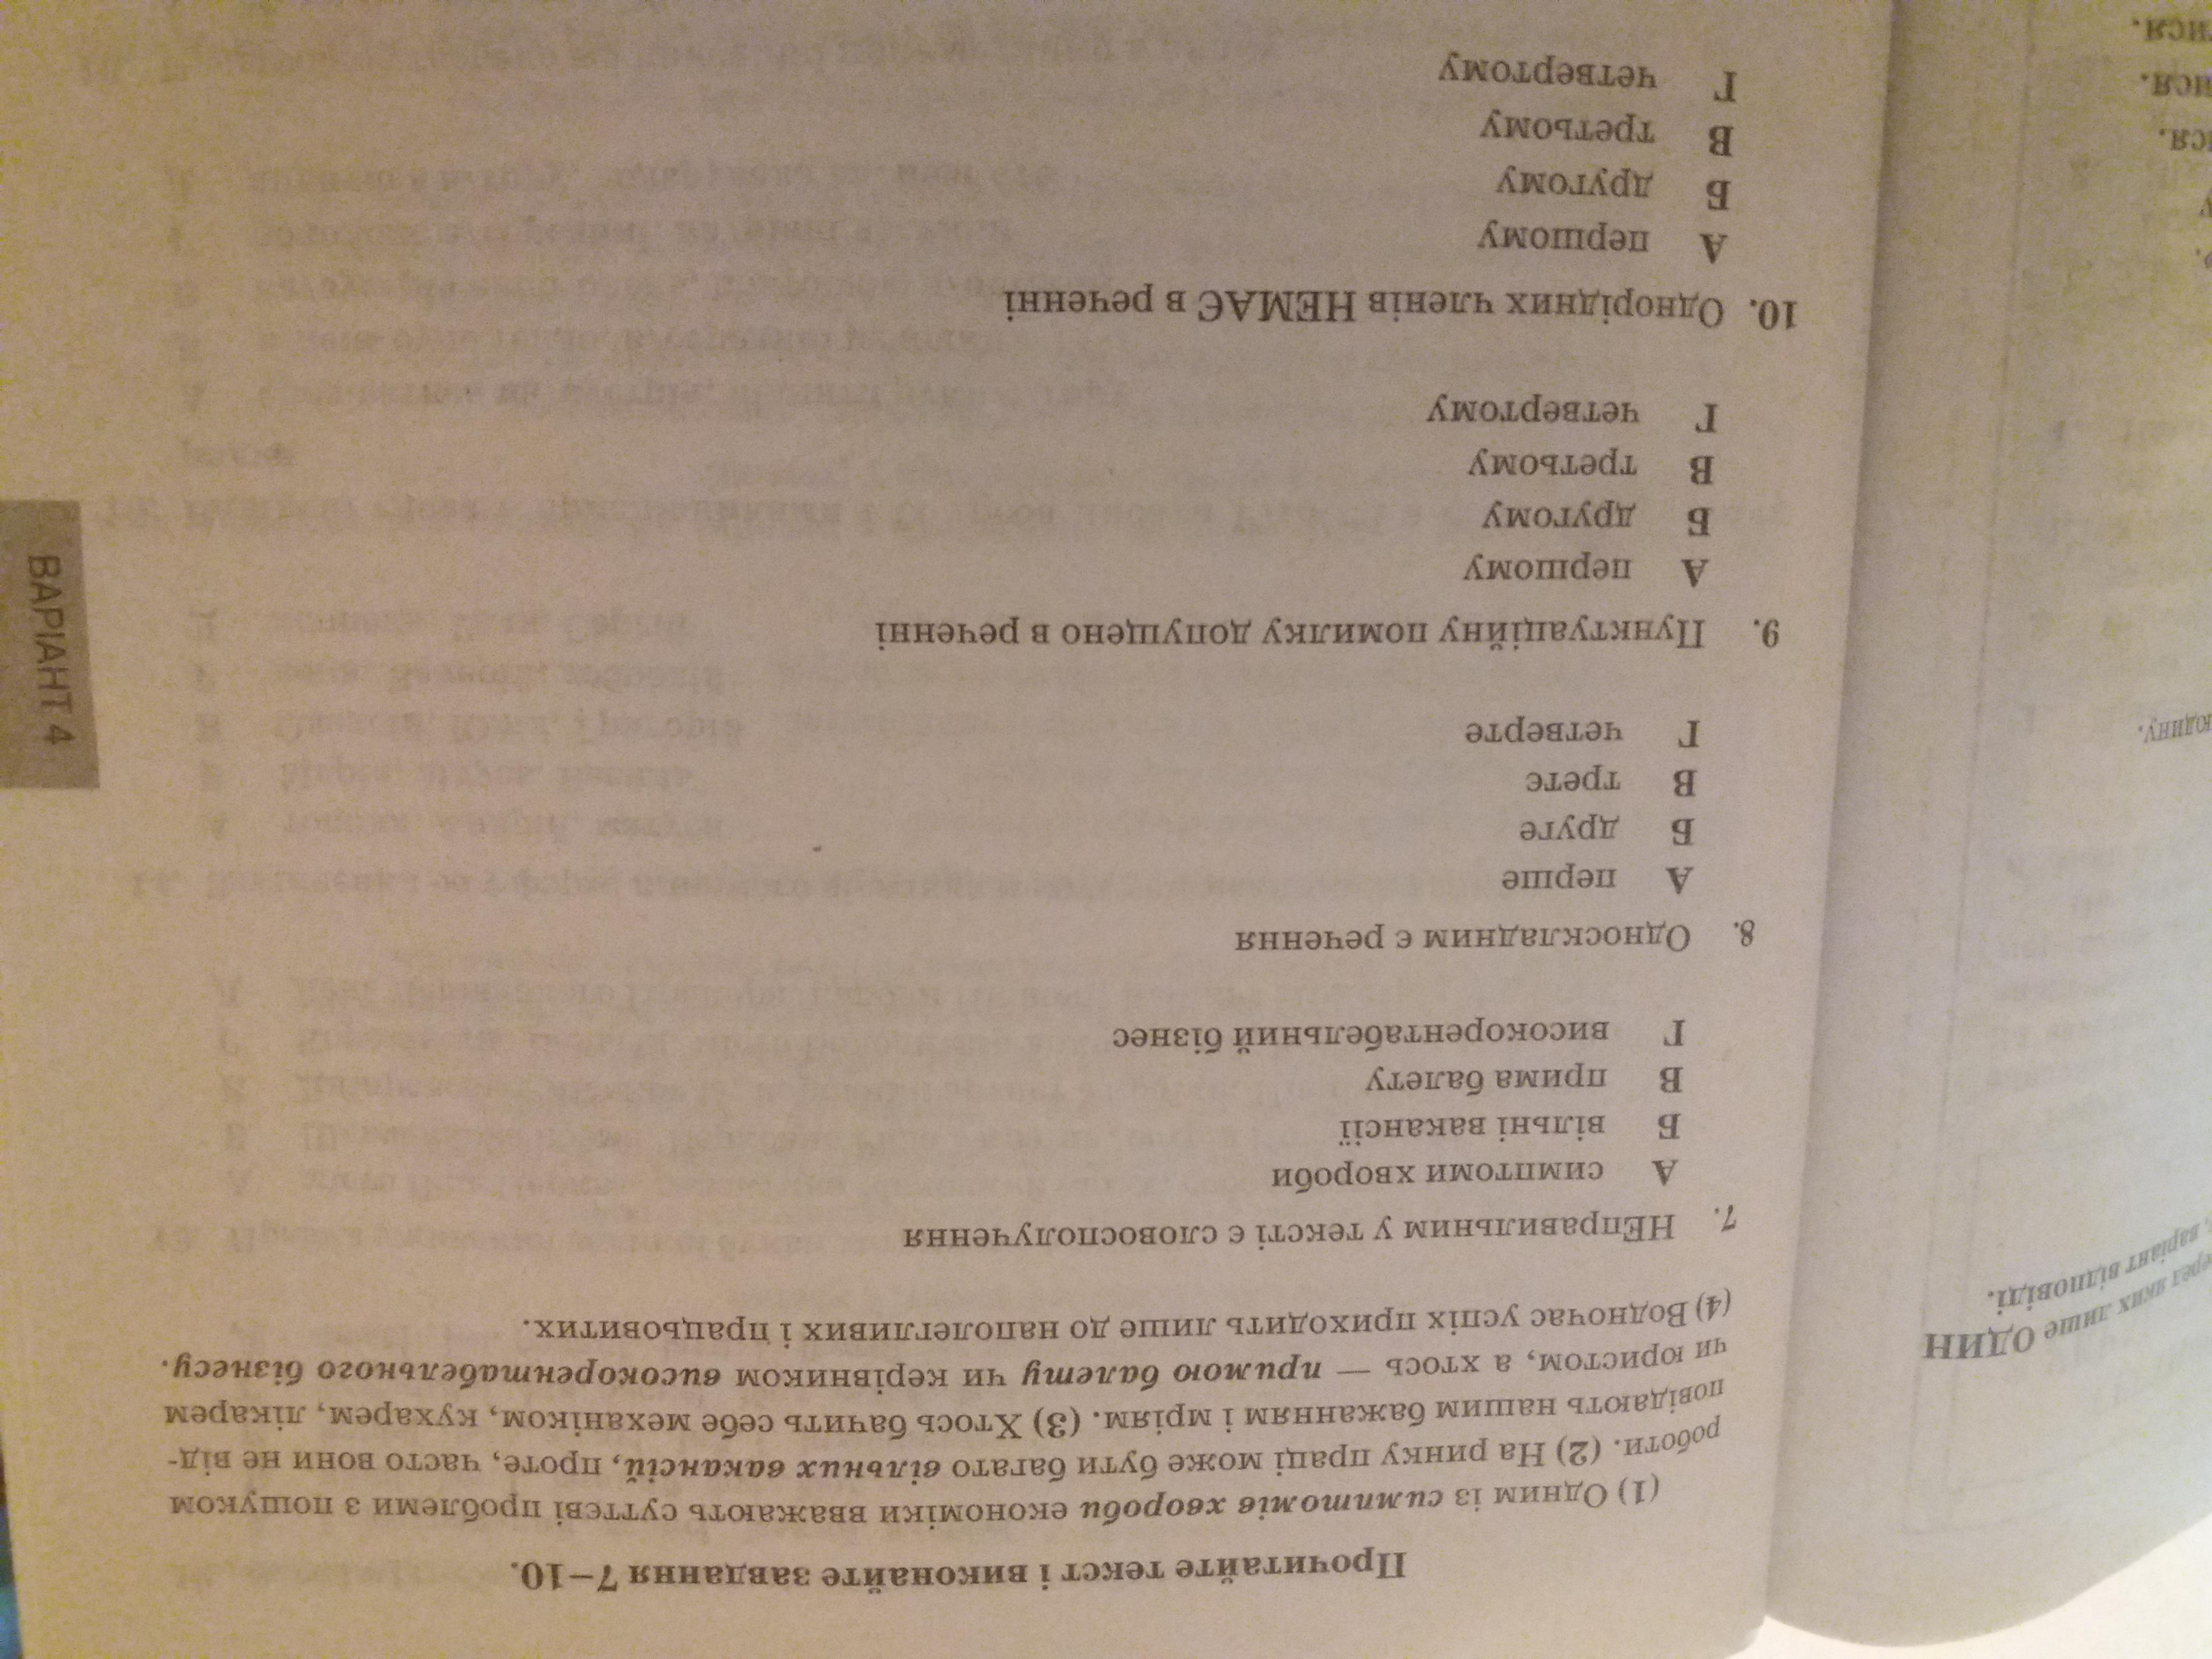 Прочитайте текст і виконайте завдання 7–10.
(1) Одним із симптомів хвороби економіки вважають суттєві проблеми з пошуком
роботи. (2) На ринку праці може бути багато вільних вакансій, проте, часто вони не від-
повідають нашим бажанням і мріям. (3) Хтось бачить себе механіком, кухарем, лікарем
чи юристом, а хтось — примою балету чи керівником високорентабельного бізнесу.
(4) Водночас успіх приходить лише до наполегливих і працьовитих.
7. НЕправильним у тексті є словосполучення
А симптоми хвороби
Б вільні вакансії
В прима балету
Г високорентабельний бізнес
8. Односкладним є речення
А перше
Б друге
В третє
Г четверте
9. Пунктуаційну помилку допущено в реченні
А першому
Б другому
В третьому
Г четвертому
10. Однорідних членів НЕМАЄ в реченні
А першому
Б другому
В третьому
Г четвертому
ВАРІАНТ 4
яких лише ОДИН
варіант відповіді.